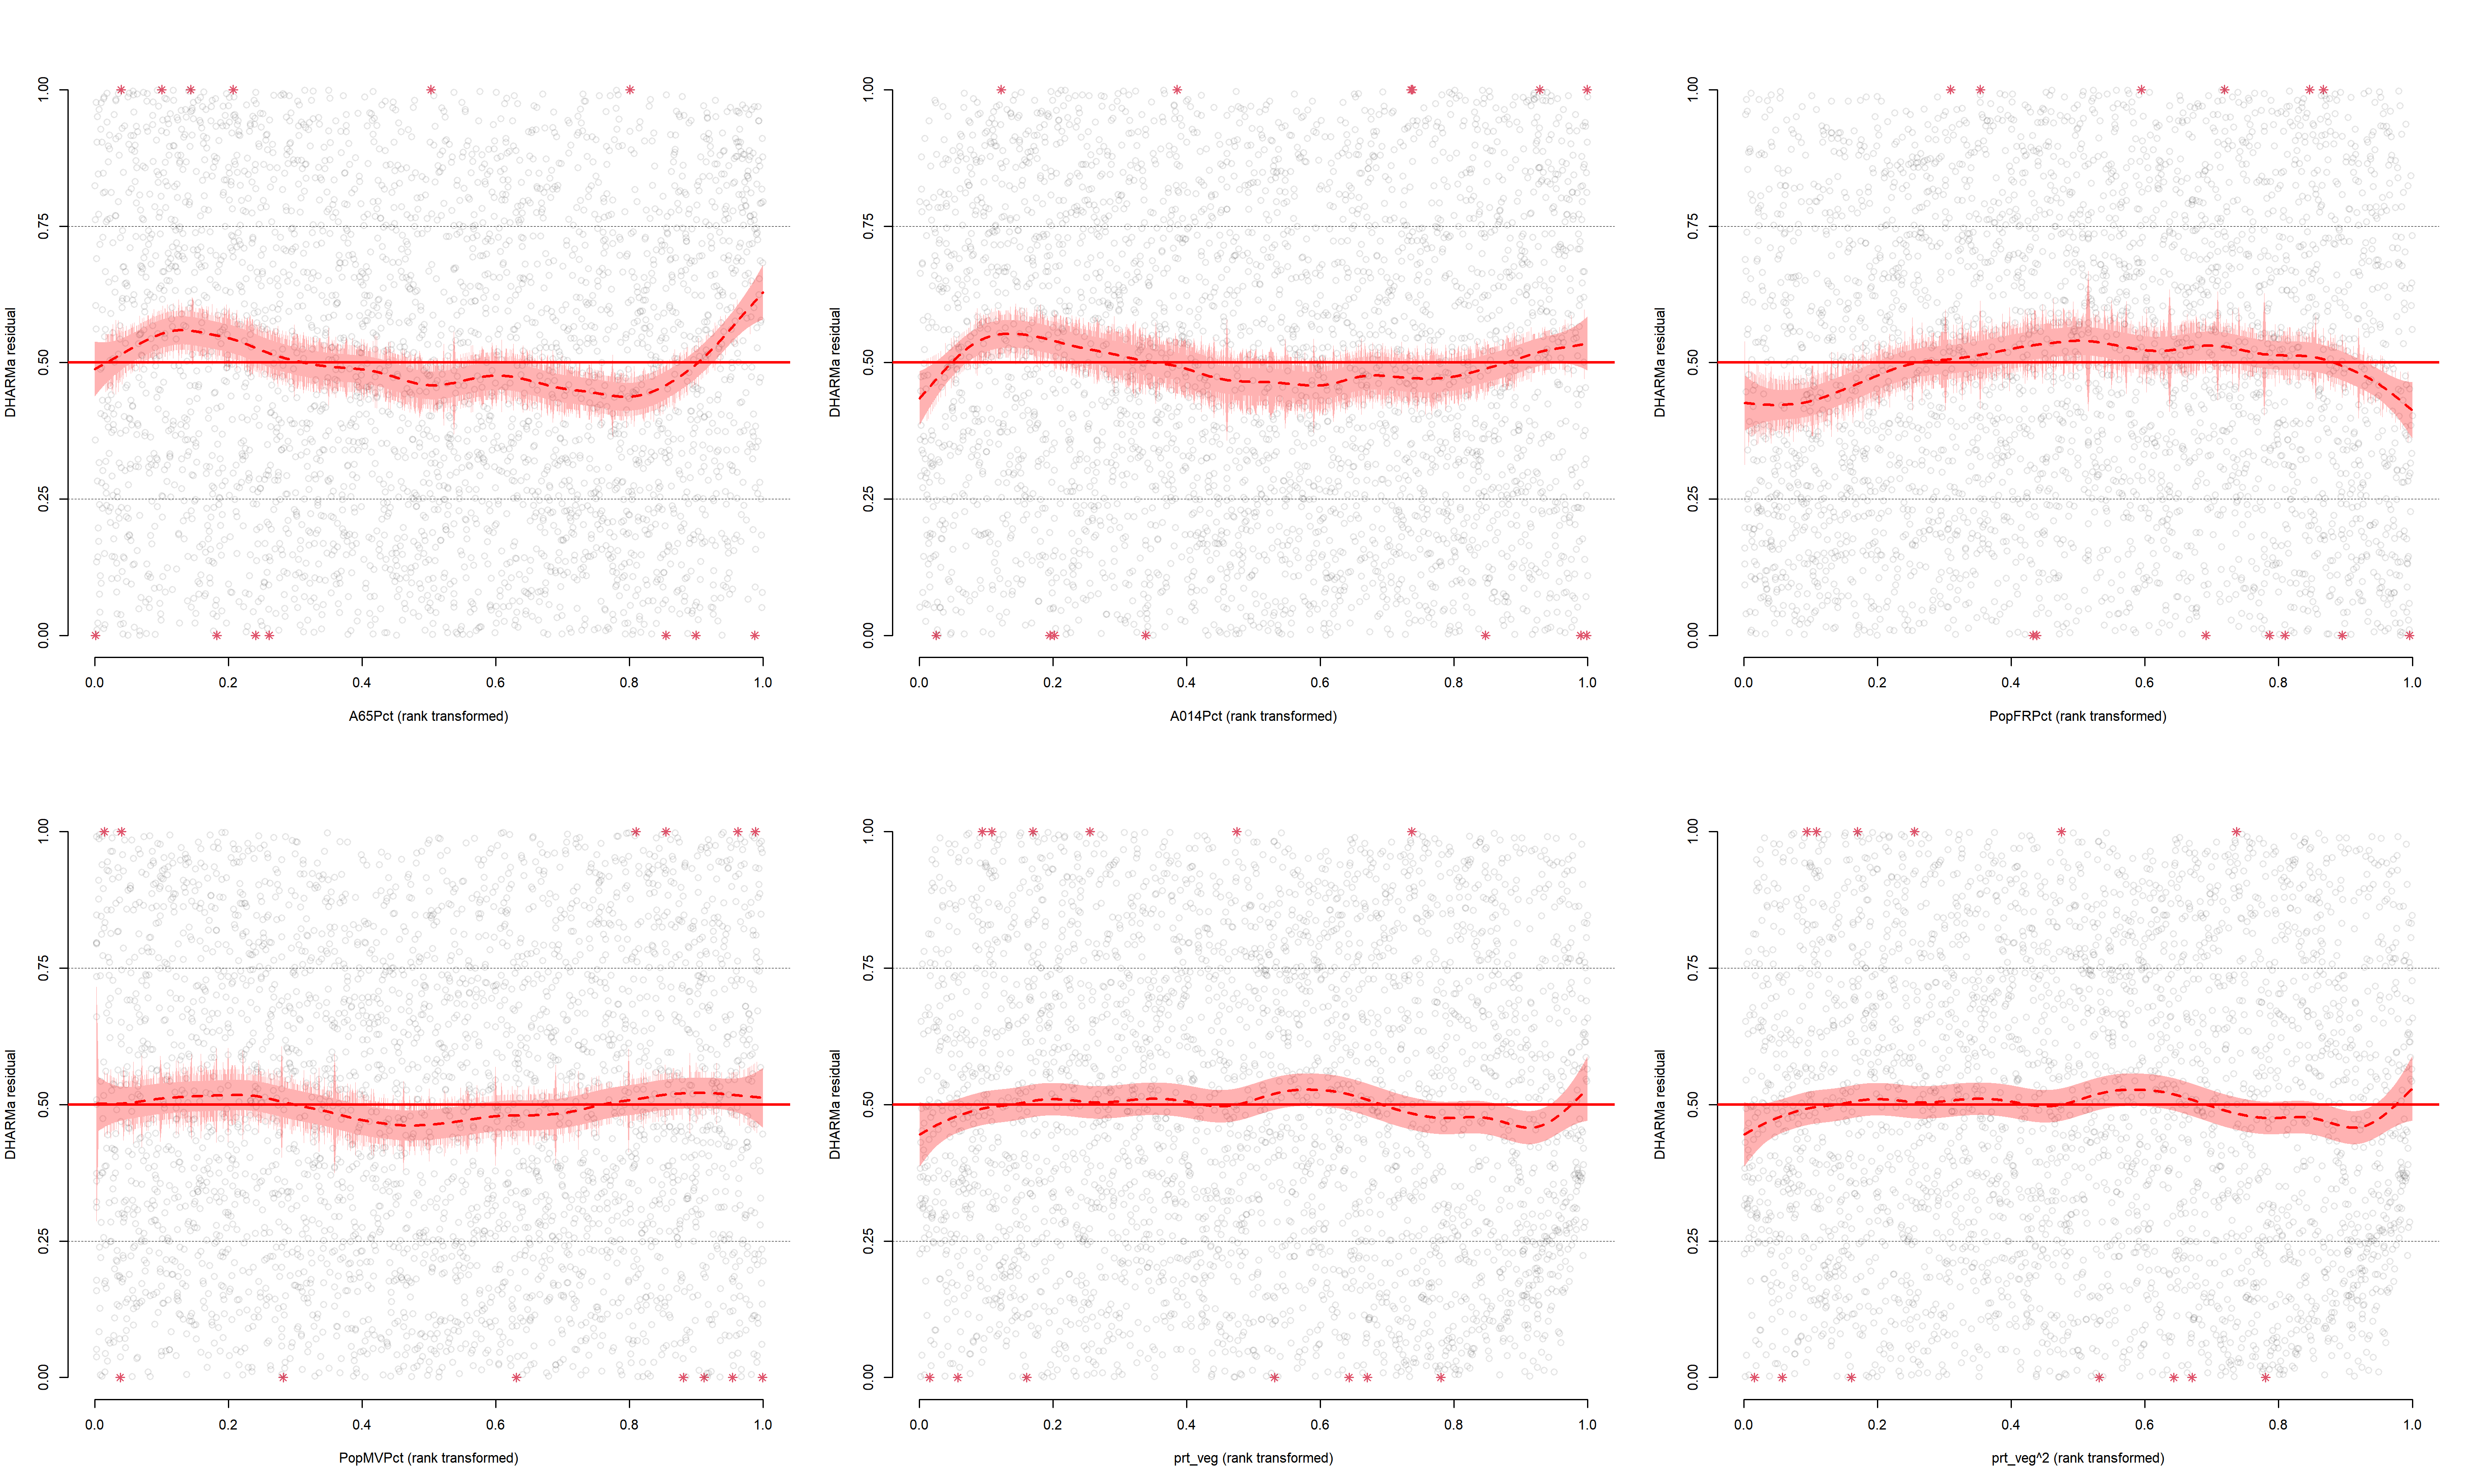 1.00
0.75
0.50
0.25
0.00
DHARMa residual
0.0 0.2 0.4 0.6 0.8 1.0
A65Pct (rank transformed)
1.00
0.75
0.50
0.25
0.00
DHARMa residual
0.0 0.2 0.4 0.6 0.8 1.0
A014Pct (rank transformed)
1.00
0.75
0.50
0.25
0.00
DHARMa residual
0.0 0.2 0.4 0.6 0.8 1.0
PopFRPct (rank transformed)
1.00
0.75
0.50
0.25
0.00
DHARMa residual
0.0 0.2 0.4 0.6 0.8 1.0
PopMVPct (rank transformed)
1.00
0.75
0.50
0.25
0.00
DHARMa residual
0.0 0.2 0.4 0.6 0.8 1.0
prt_veg (rank transformed)
1.00
0.75
0.50
0.25
0.00
DHARMa residual
0.0 0.2 0.4 0.6 0.8 1.0
prt_veg^2 (rank transformed)